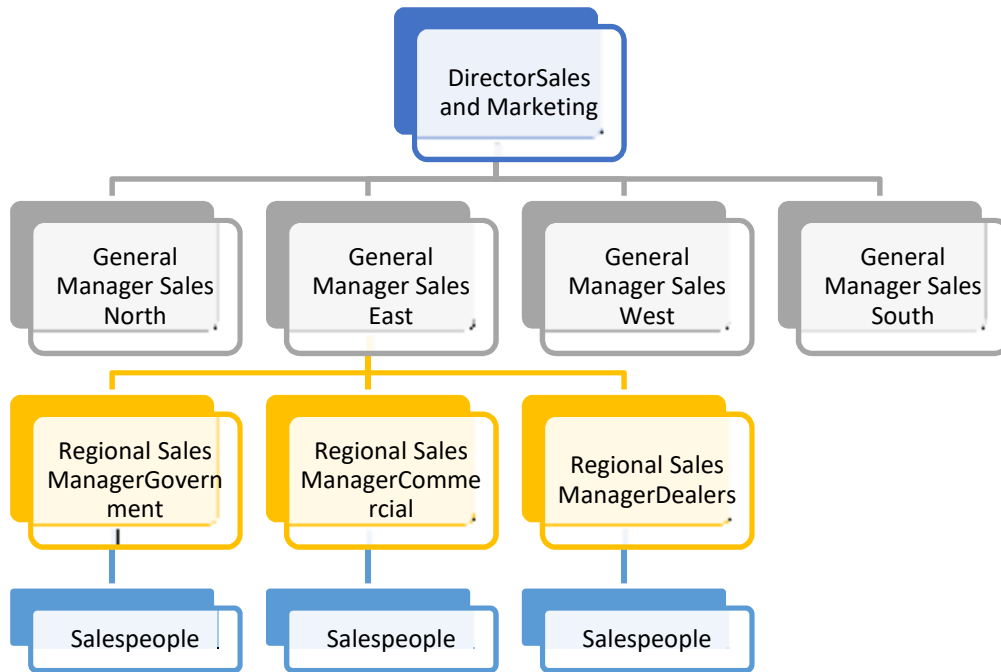 DirectorSales
and Marketing
General
Manager Sales
North
General
Manager Sales
East
General
Manager Sales
West
General
Manager Sales
South
Regional Sales
ManagerGovern
ment
Regional Sales
ManagerComme
rcial
Regional Sales
ManagerDealers
Salespeople
Salespeople
Salespeople